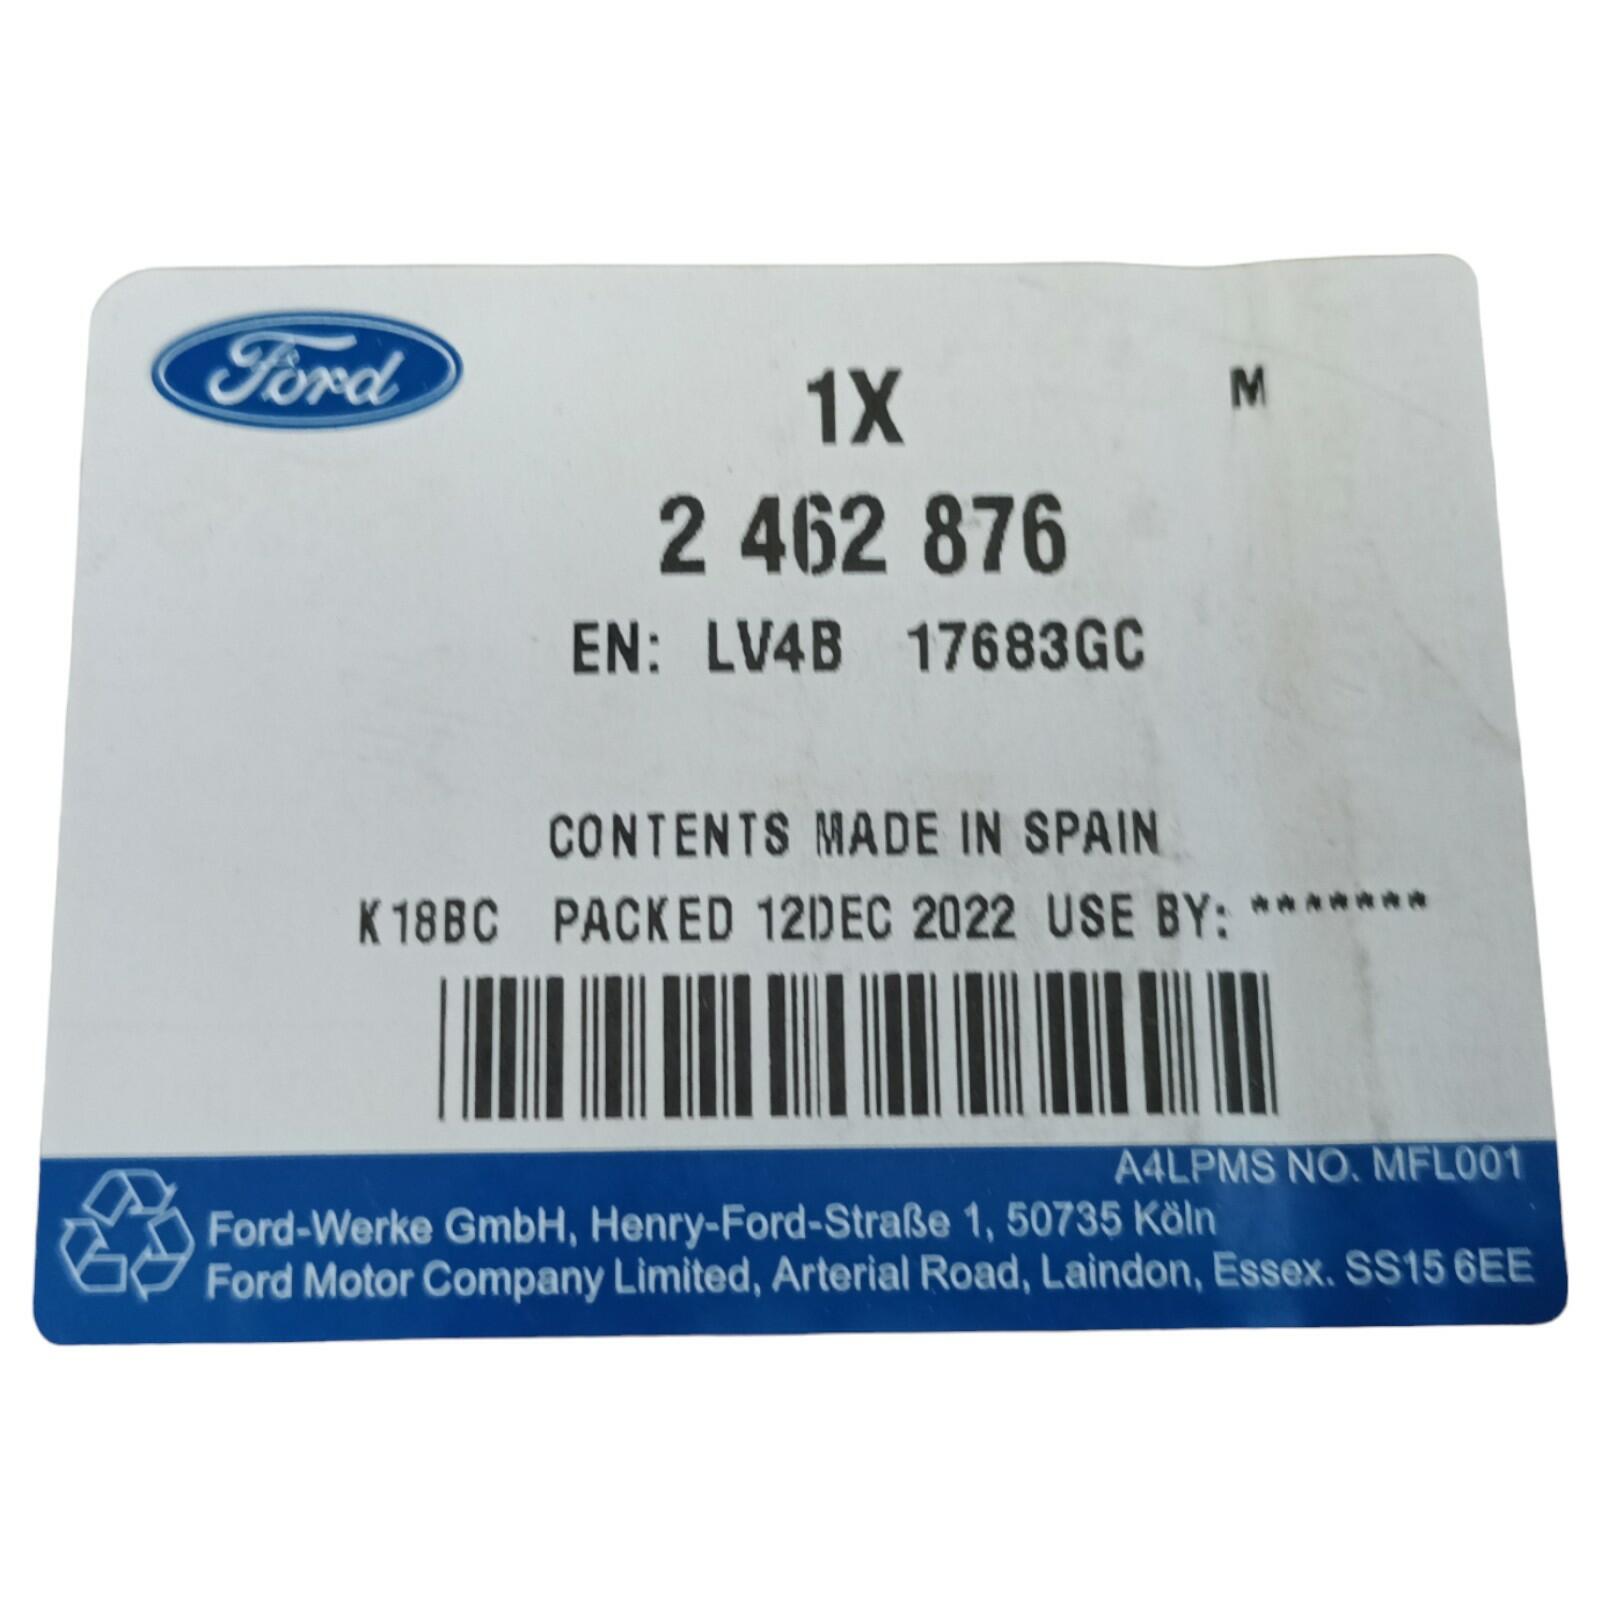 Ford
1X M
2 462 876
EN: LV4B 17683GC
CONTENTS MADE IN SPAIN
K18BC PACKED 12DEC 2022 USE BY: *******
A4LPMS NO. MFL001
Ford-Werke GmbH, Henry-Ford-Straße 1, 50735 Köln
Ford Motor Company Limited, Arterial Road, Laindon, Essex. SS15 6EE